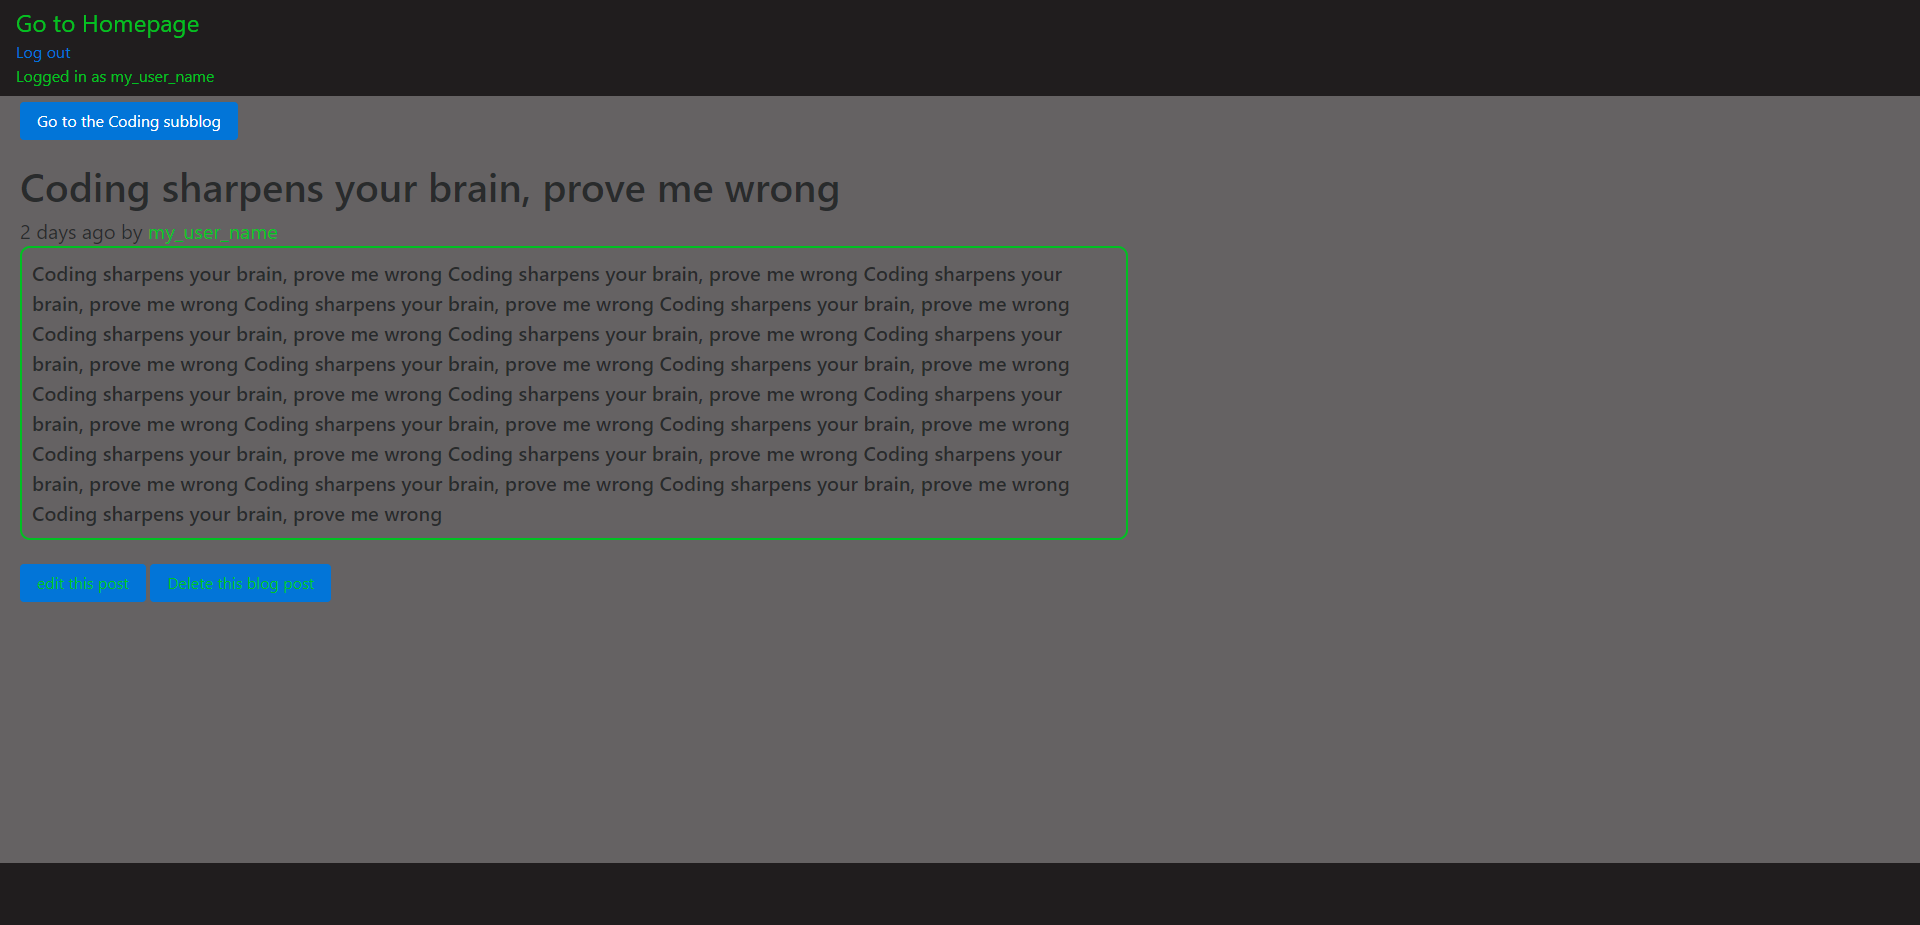 Go to Homepage
Log out
Logged in as my_user_name
Go to the Coding subblog
Coding sharpens your brain, prove me wrong
2 days ago by my_user_name
Coding sharpens your brain, prove me wrong Coding sharpens your brain, prove me wrong Coding sharpens your
brain, prove me wrong Coding sharpens your brain, prove me wrong Coding sharpens your brain, prove me wrong
Coding sharpens your brain, prove me wrong Coding sharpens your brain, prove me wrong Coding sharpens your
brain, prove me wrong Coding sharpens your brain, prove me wrong Coding sharpens your brain, prove me wrong
Coding sharpens your brain, prove me wrong Coding sharpens your brain, prove me wrong Coding sharpens your
brain, prove me wrong Coding sharpens your brain, prove me wrong Coding sharpens your brain, prove me wrong
Coding sharpens your brain, prove me wrong Coding sharpens your brain, prove me wrong Coding sharpens your
brain, prove me wrong Coding sharpens your brain, prove me wrong Coding sharpens your brain, prove me wrong
Coding sharpens your brain, prove me wrong
edit this post Delete this blog post